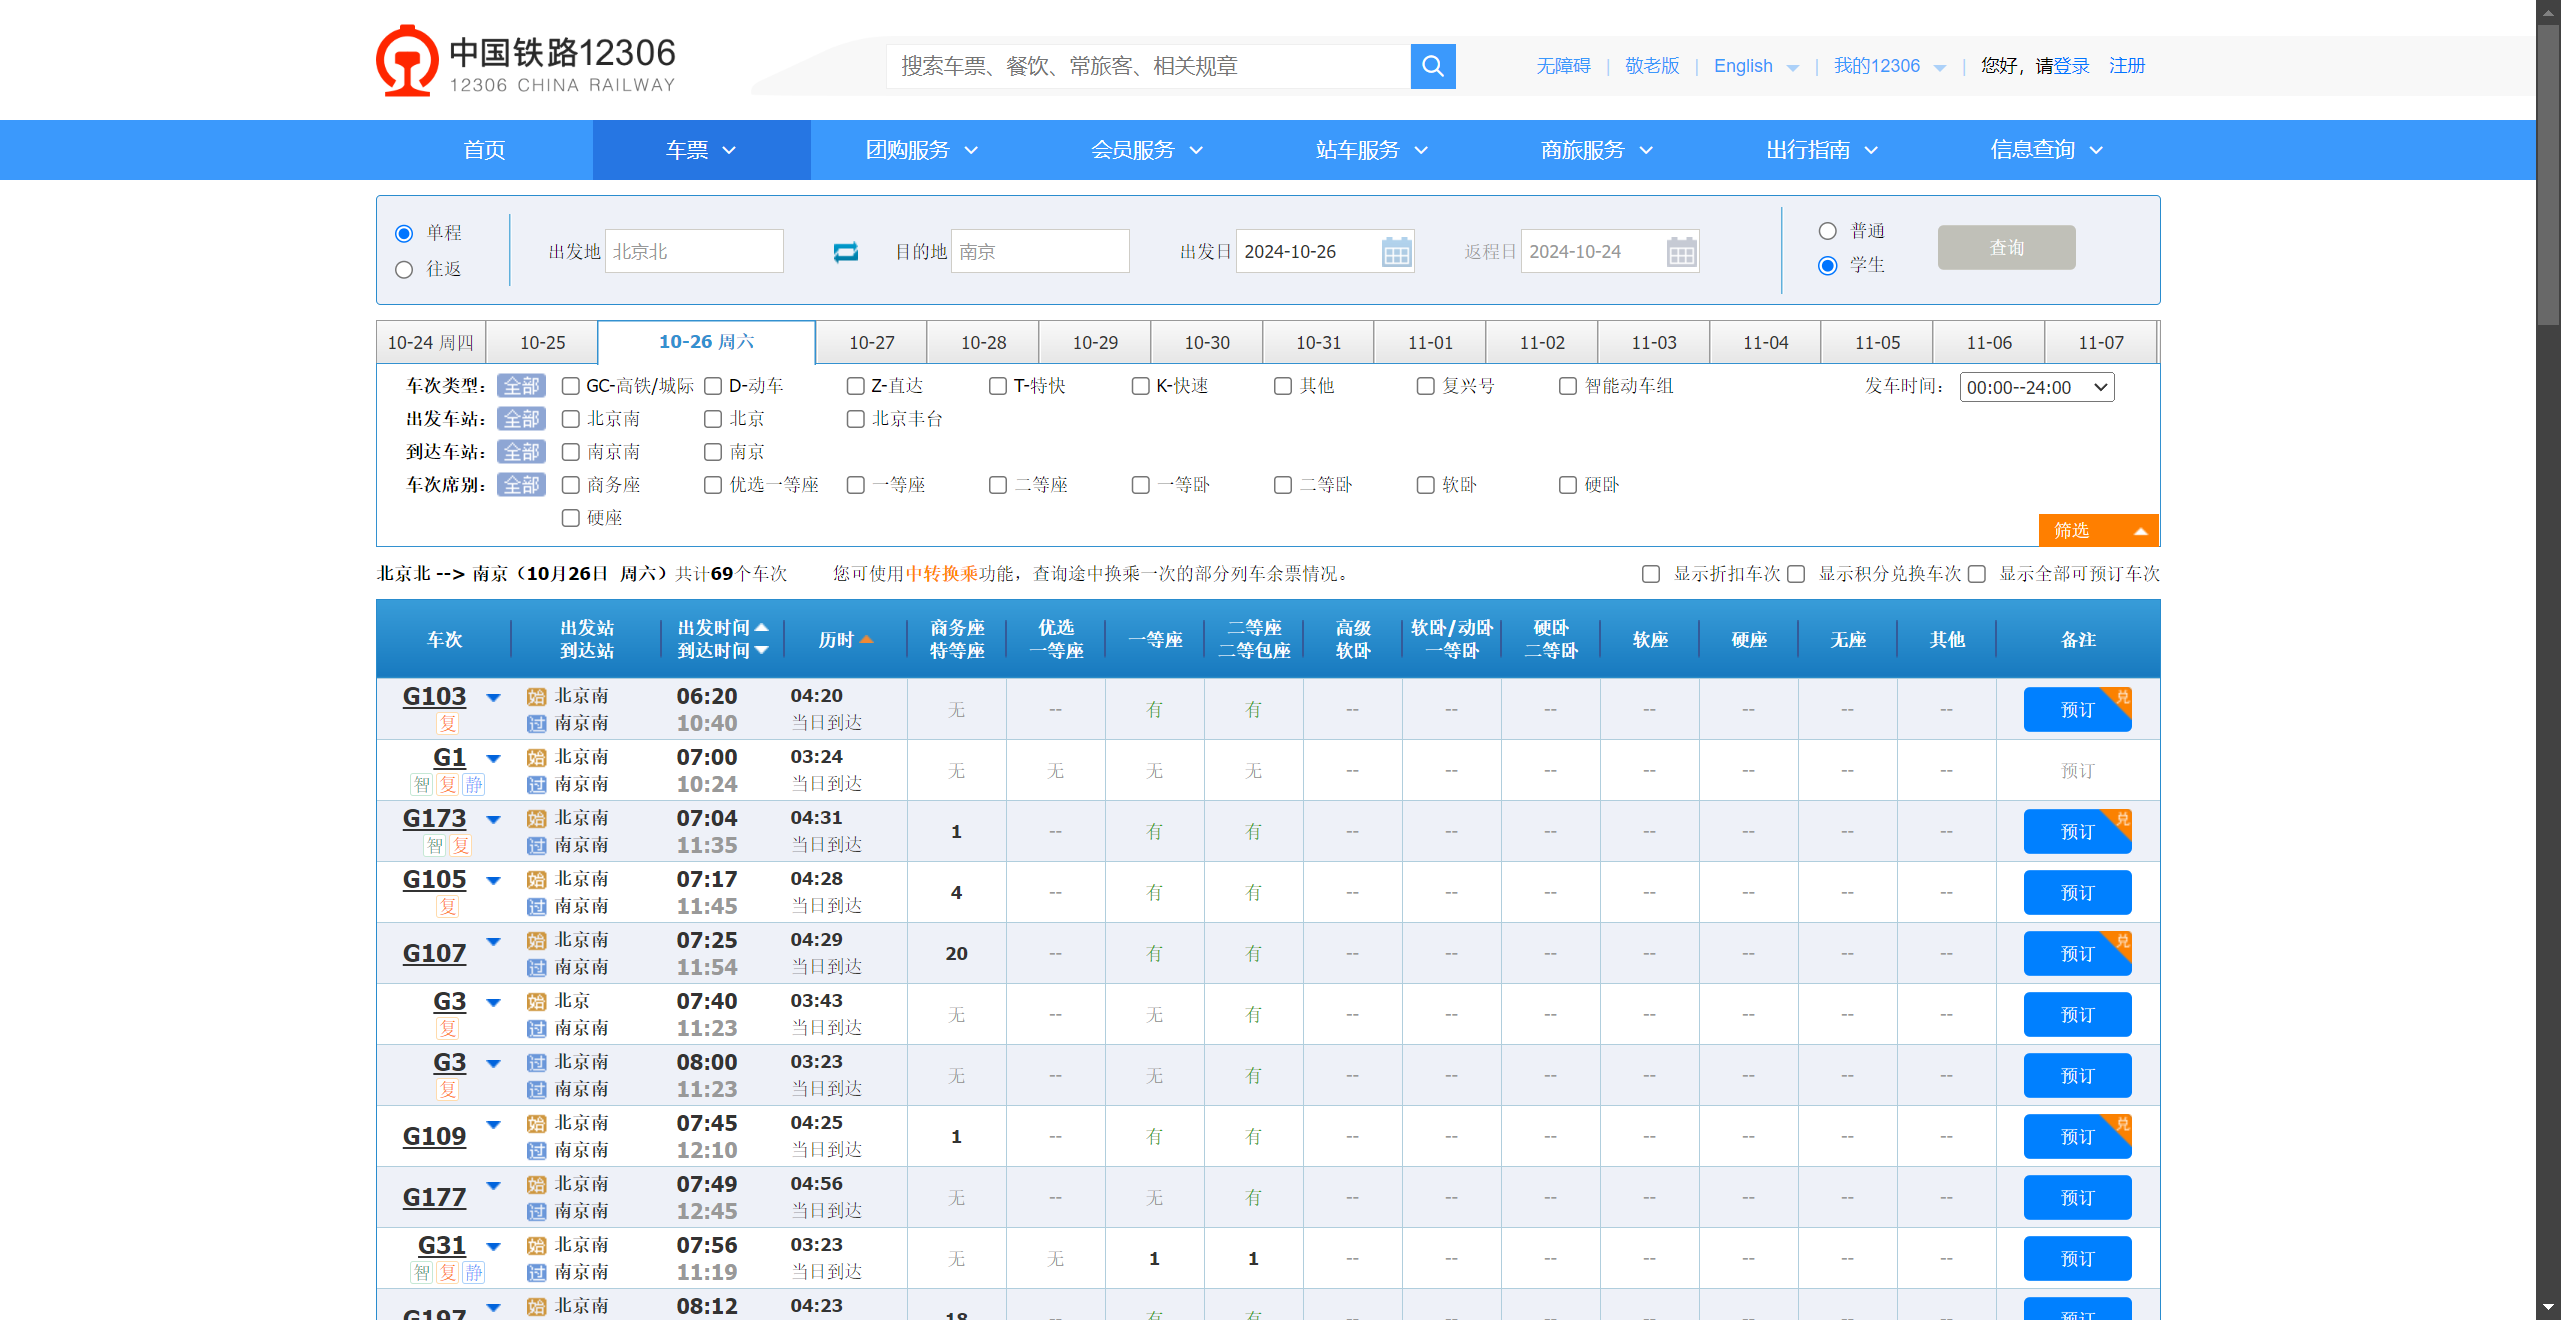 中国铁路12306
12306 CHINA RAILWAY
搜索车票、餐饮、常旅客、相关规章
无障碍 | 敬老版 | English | 我的12306 | 您好，请登录 注册
首页 车票 团购服务 会员服务 站车服务 商旅服务 出行指南 信息查询
单程
往返
出发地 北京北 目的地 南京 出发日 2024-10-26 返程日 2024-10-24
普通
学生
查询
10-24 周四 10-25 10-26 周六 10-27 10-28 10-29 10-30 10-31 11-01 11-02 11-03 11-04 11-05 11-06 11-07
车次类型： 全部 GC-高铁/城际 D-动车 Z-直达 T-特快 K-快速 其他 复兴号 智能动车组 发车时间： 00:00--24:00
出发车站： 全部 北京南 北京 北京丰台
到达车站： 全部 南京南 南京
车次席别： 全部 商务座 优选一等座 一等座 二等座 一等卧 二等卧 软卧 硬卧
硬座
筛选
北京北 --> 南京（10月26日 周六）共计69个车次 您可使用中转换乘功能，查询途中换乘一次的部分列车余票情况。 显示折扣车次 显示积分兑换车次 显示全部可预订车次
车次 出发站 到达站 出发时间 到达时间 历时 商务座 特等座 优选 一等座 一等座 二等座 二等包座 高级 软卧 软卧/动卧 一等卧 硬卧 二等卧 软座 硬座 无座 其他 备注
G103 始 北京南 06:20 04:20
复 过 南京南 10:40 当日到达
无 -- 有 有 -- -- -- -- -- -- -- 预订 兑
G1 始 北京南 07:00 03:24
智 复 静 过 南京南 10:24 当日到达
无 无 无 无 -- -- -- -- -- -- -- 预订
G173 始 北京南 07:04 04:31
智 复 过 南京南 11:35 当日到达
1 -- 有 有 -- -- -- -- -- -- -- 预订 兑
G105 始 北京南 07:17 04:28
复 过 南京南 11:45 当日到达
4 -- 有 有 -- -- -- -- -- -- -- 预订
G107 始 北京南 07:25 04:29
过 南京南 11:54 当日到达
20 -- 有 有 -- -- -- -- -- -- -- 预订 兑
G3 始 北京 07:40 03:43
复 过 南京南 11:23 当日到达
无 -- 无 有 -- -- -- -- -- -- -- 预订
G3 过 北京南 08:00 03:23
复 过 南京南 11:23 当日到达
无 -- 无 有 -- -- -- -- -- -- -- 预订
G109 始 北京南 07:45 04:25
过 南京南 12:10 当日到达
1 -- 有 有 -- -- -- -- -- -- -- 预订 兑
G177 始 北京南 07:49 04:56
过 南京南 12:45 当日到达
无 -- 无 有 -- -- -- -- -- -- -- 预订
G31 始 北京南 07:56 03:23
智 复 静 过 南京南 11:19 当日到达
无 无 1 1 -- -- -- -- -- -- -- 预订
G197 始 北京南 08:12 04:23
18 -- 有 有 -- -- -- -- -- -- -- 预订